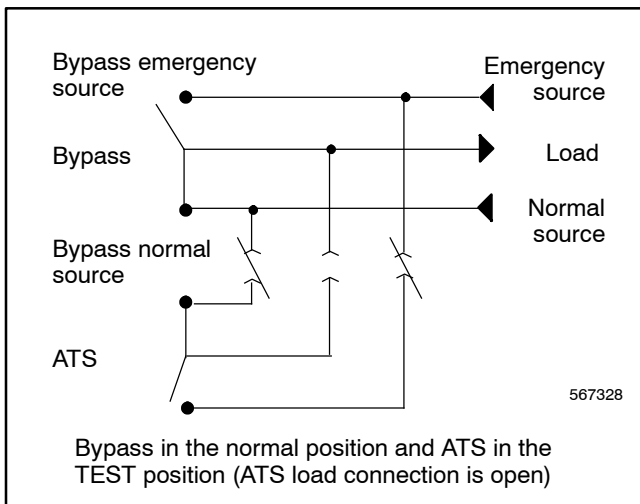 Bypass emergency
source
Emergency
source
Bypass
Load
Normal
source
Bypass normal
source
ATS
567328
Bypass in the normal position and ATS in the
TEST position (ATS load connection is open)